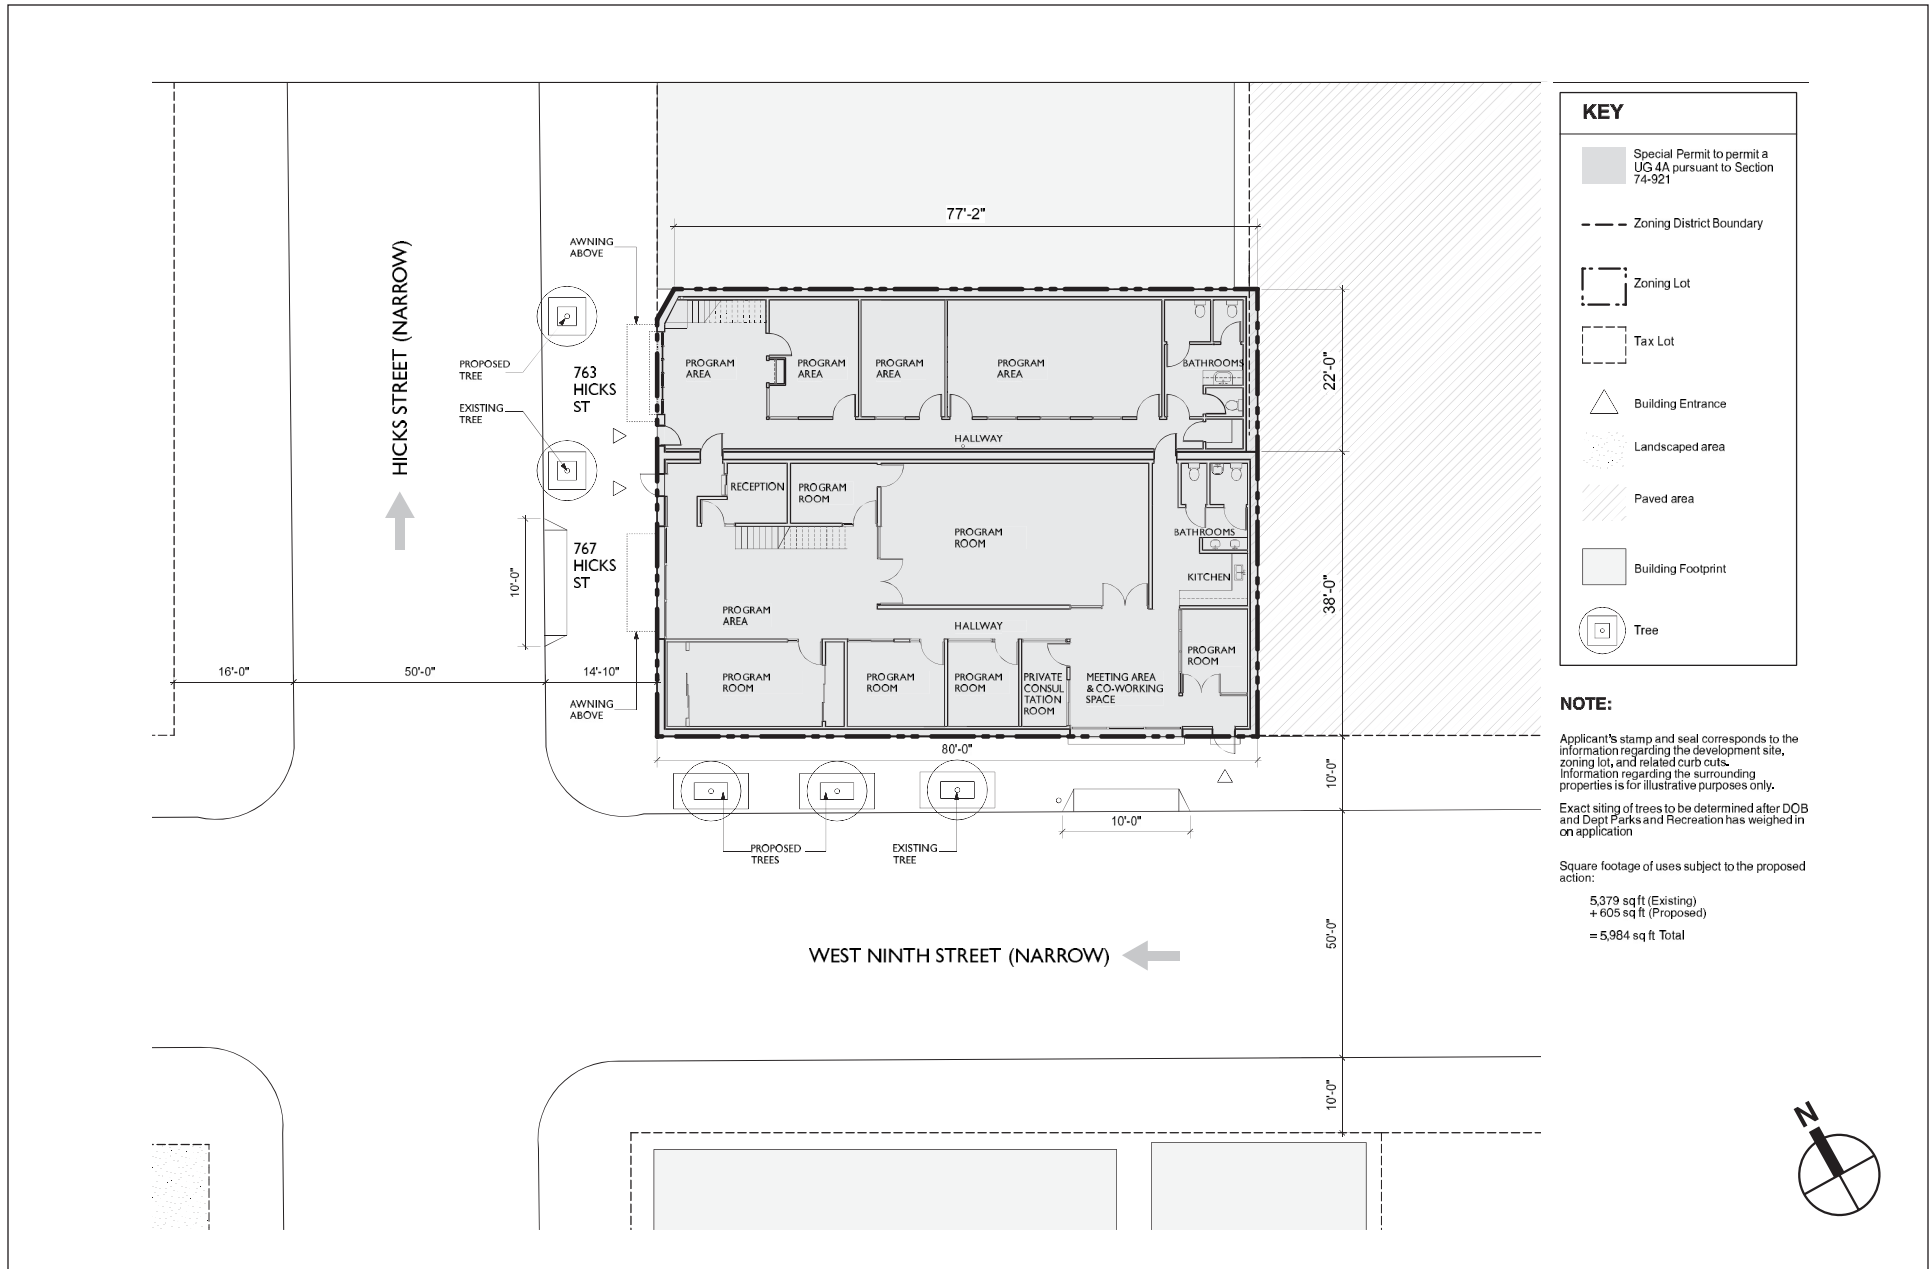 77'-2"
AWNING
ABOVE
HICKS STREET (NARROW)
PROPOSED
TREE
EXISTING
TREE
763
HICKS
ST
PROGRAM
AREA
PROGRAM
AREA
PROGRAM
AREA
PROGRAM
AREA
BATHROOMS
22'-0"
HALLWAY
RECEPTION
PROGRAM
ROOM
PROGRAM
ROOM
BATHROOMS
KITCHEN
767
HICKS
ST
10'-0"
38'-0"
PROGRAM
AREA
HALLWAY
PROGRAM
ROOM
PROGRAM
ROOM
PROGRAM
ROOM
PROGRAM
ROOM
PRIVATE
CONSUL
TATION
ROOM
MEETING AREA
& CO-WORKING
SPACE
16'-0"
50'-0"
14'-10"
AWNING
ABOVE
80'-0"
10'-0"
10'-0"
PROPOSED
TREES
EXISTING
TREE
WEST NINTH STREET (NARROW)
50'-0"
10'-0"
KEY
Special Permit to permit a
UG 4A pursuant to Section
74-921
Zoning District Boundary
Zoning Lot
Tax Lot
Building Entrance
Landscaped area
Paved area
Building Footprint
Tree
NOTE:
Applicant's stamp and seal corresponds to the
information regarding the development site,
zoning lot, and related curb cuts.
Information regarding the surrounding
properties is for illustrative purposes only.
Exact siting of trees to be determined after DOB
and Dept Parks and Recreation has weighed in
on application
Square footage of uses subject to the proposed
action:
5,379 sq ft (Existing)
+ 605 sq ft (Proposed)
= 5,984 sq ft Total
N